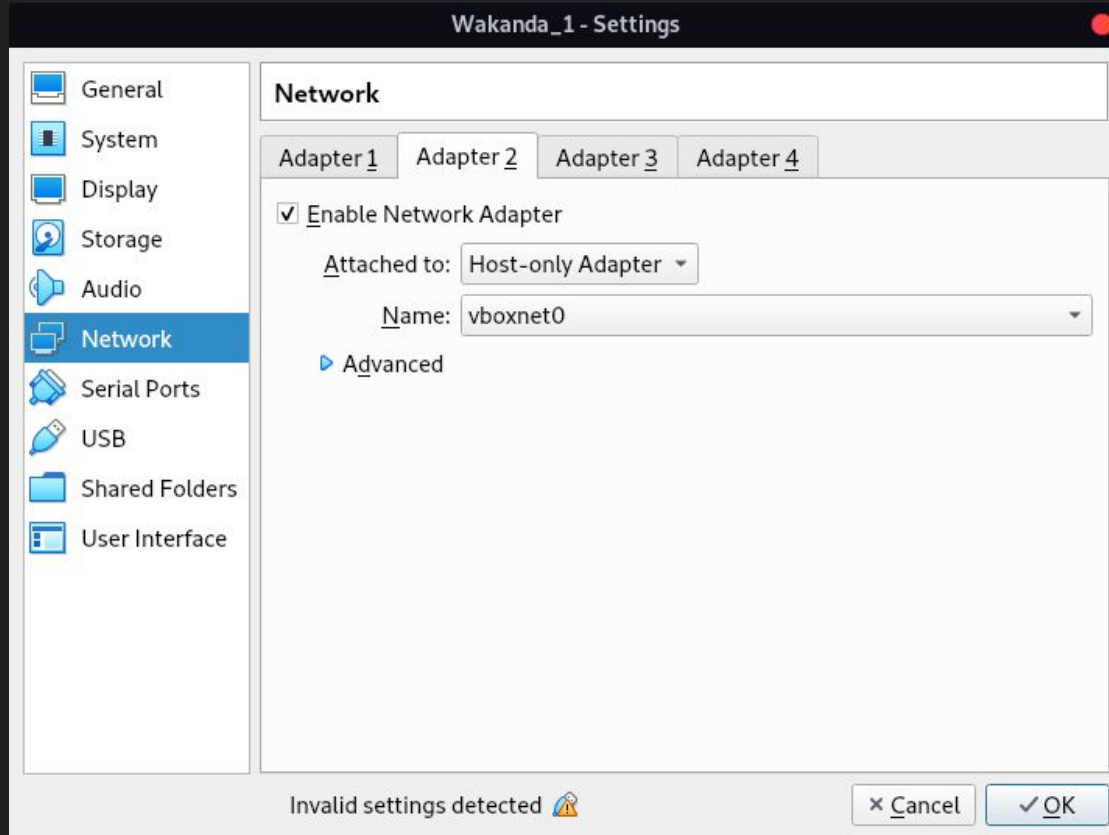 Wakanda_1 - Settings
General
System
Display
Storage
Audio
Network
Serial Ports
USB
Shared Folders
User Interface
Network
Adapter 1 Adapter 2 Adapter 3 Adapter 4
Enable Network Adapter
Attached to: Host-only Adapter
Name: vboxnet0
Advanced
Invalid settings detected
Cancel OK